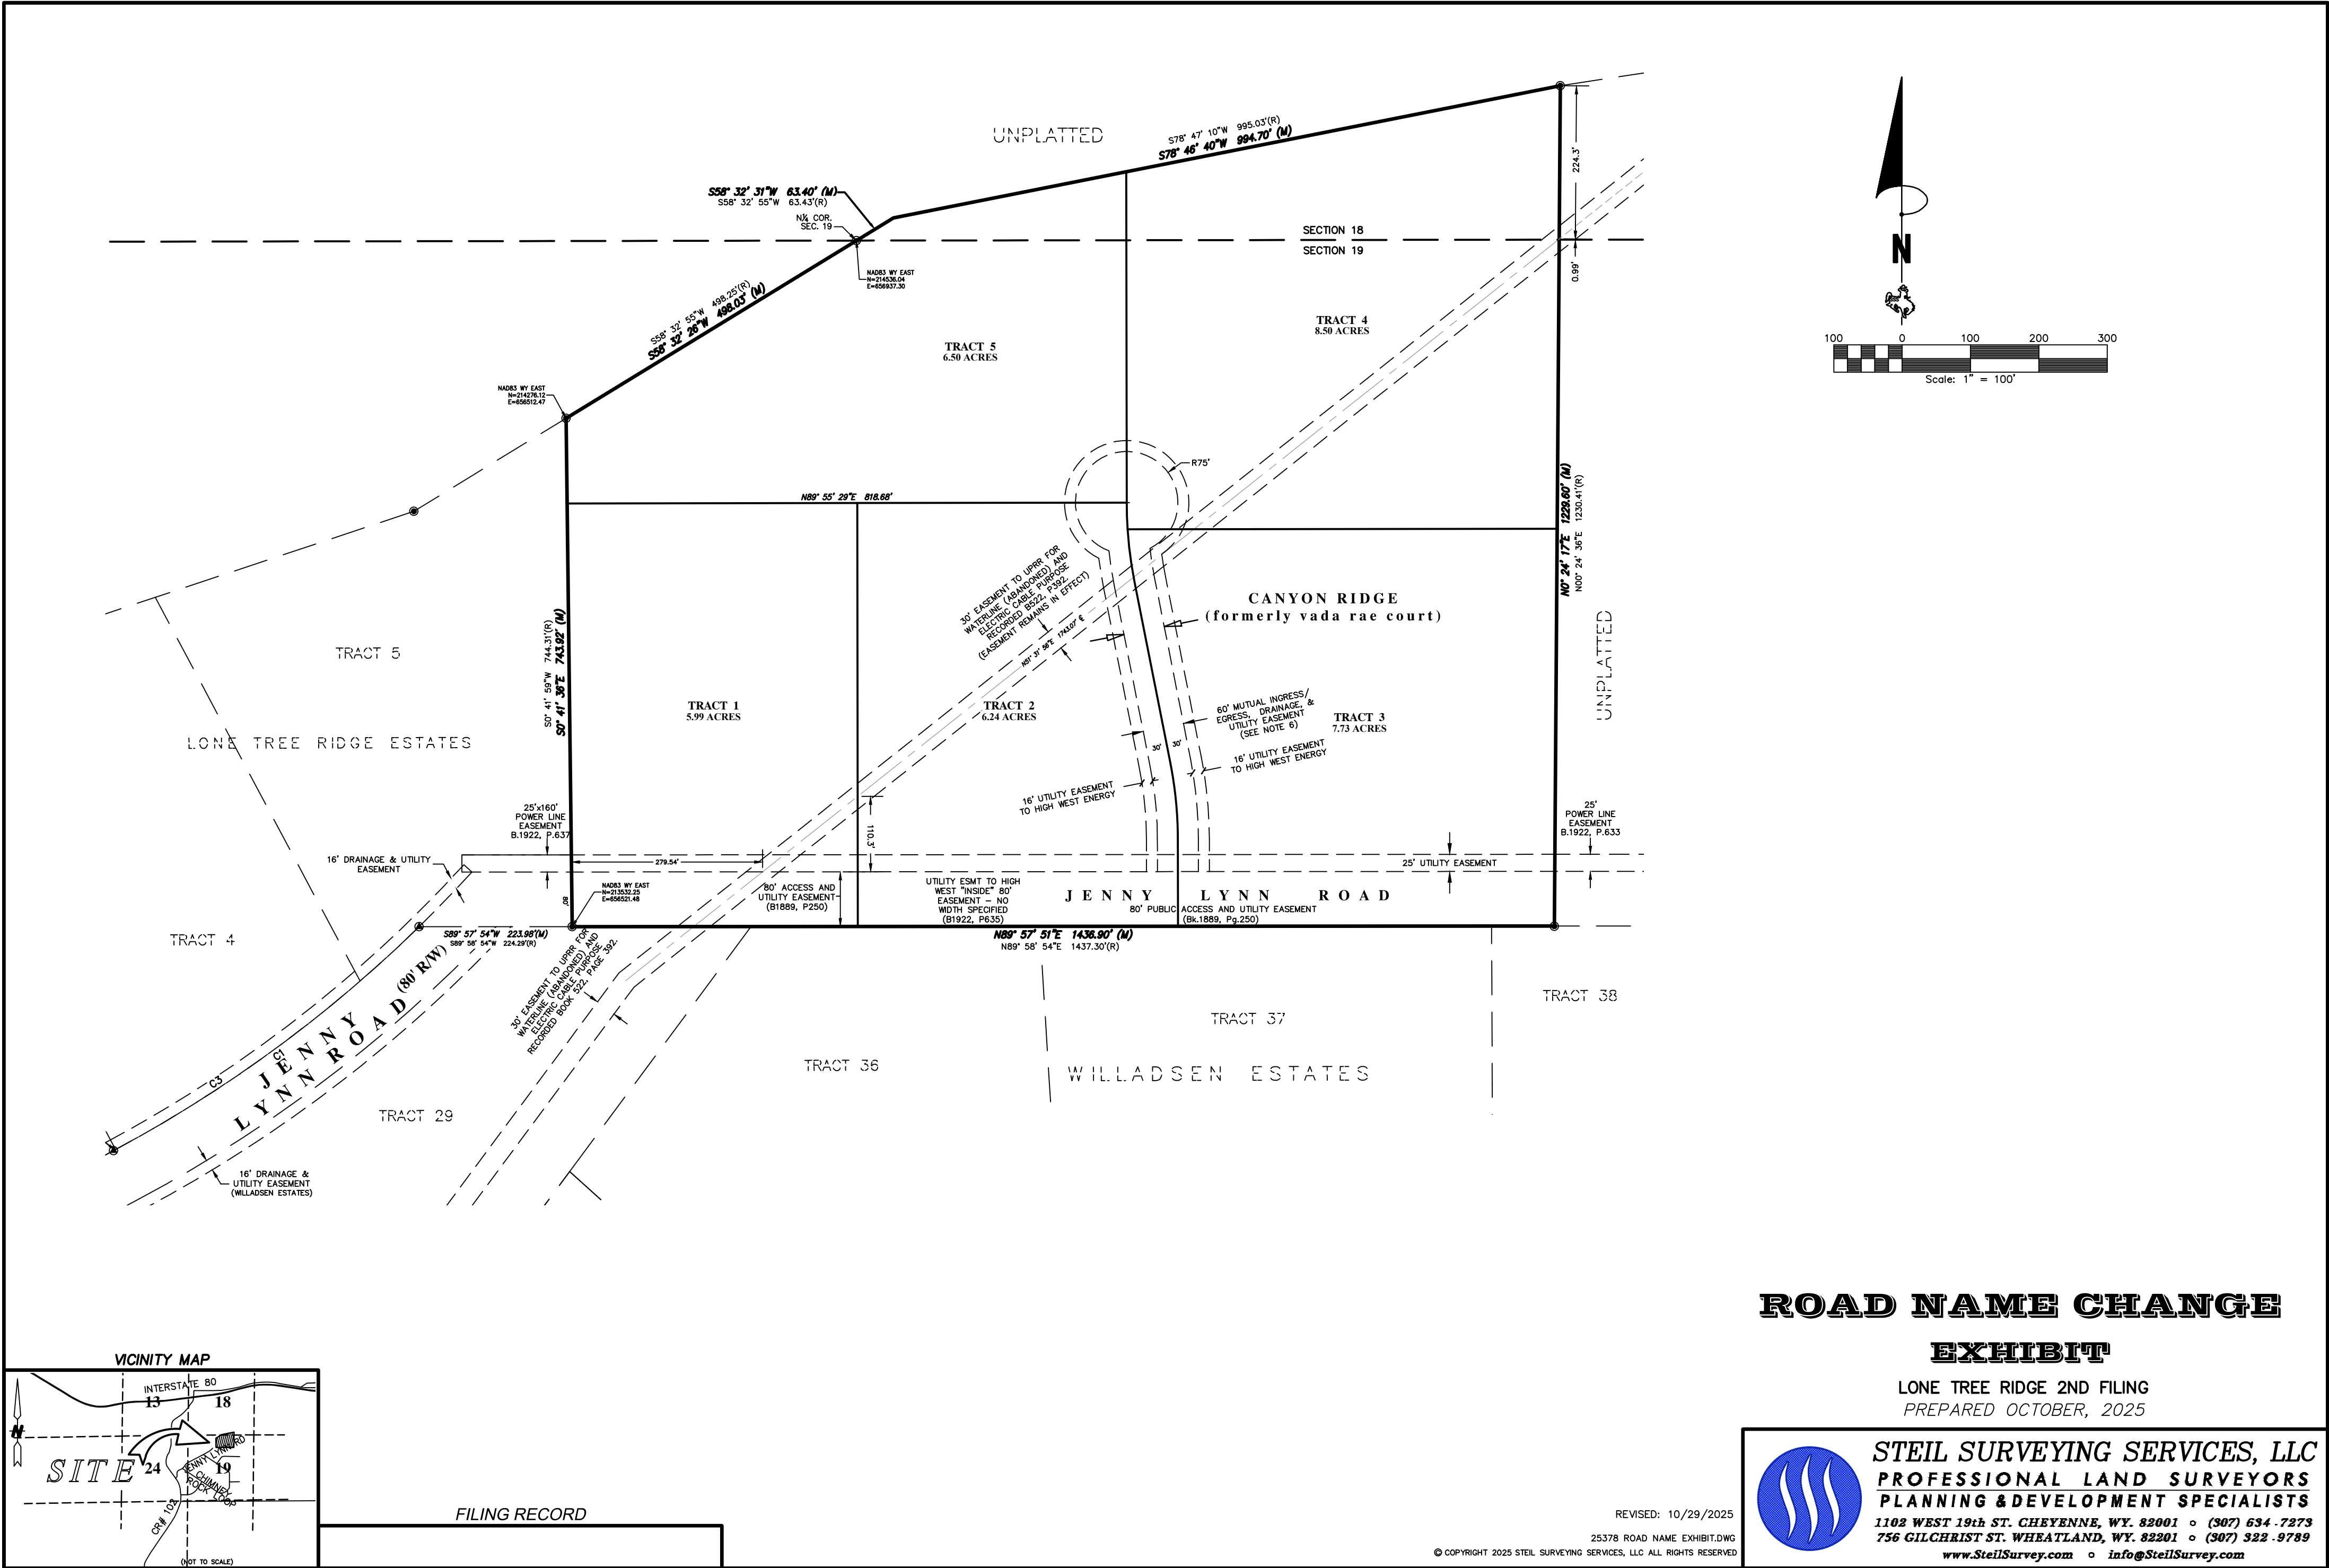 UNPLATTED
S78° 47' 10"W 995.03'(R)
S78° 46' 40"W 994.70' (M)
224.3'
S58° 32' 31"W 63.40' (M)
S58° 32' 55"W 63.43'(R)
N¼ COR.
SEC. 19
SECTION 18
SECTION 19
0.99'
NAD83 WY EAST
N=214536.04
E=656937.30
S58° 32' 55"W 498.25'(R)
S58° 32' 26"W 498.03' (M)
TRACT 4
8.50 ACRES
TRACT 5
6.50 ACRES
NAD83 WY EAST
N=214276.12
E=656512.47
R75'
N89° 55' 29"E 818.68'
N0° 24' 17"E 1229.60' (M)
N00° 24' 36"E 1230.41'(R)
30' EASEMENT TO UPRR FOR
WATERLINE (ABANDONED) AND
ELECTRIC CABLE PURPOSE
RECORDED B522, P392.
(EASEMENT REMAINS IN EFFECT)
N51° 31' 56"E 1743.07' ℄
CANYON RIDGE
(formerly vada rae court)
UNPLATTED
TRACT 5
S0° 41' 59"W 744.31'(R)
S0° 41' 36"E 743.92' (M)
TRACT 1
5.99 ACRES
TRACT 2
6.24 ACRES
60' MUTUAL INGRESS/
EGRESS, DRAINAGE, &
UTILITY EASEMENT
(SEE NOTE 6)
TRACT 3
7.73 ACRES
LONE TREE RIDGE ESTATES
30' 30'
16' UTILITY EASEMENT
TO HIGH WEST ENERGY
16' UTILITY EASEMENT
TO HIGH WEST ENERGY
25'x160'
POWER LINE
EASEMENT
B.1922, P.637
110.3'
25'
POWER LINE
EASEMENT
B.1922, P.633
16' DRAINAGE & UTILITY
EASEMENT
279.54'
25' UTILITY EASEMENT
NAD83 WY EAST
N=213532.25
E=656521.48
80'
80' ACCESS AND
UTILITY EASEMENT
(B1889, P250)
UTILITY ESMT TO HIGH
WEST "INSIDE" 80'
EASEMENT – NO
WIDTH SPECIFIED
(B1922, P635)
JENNY LYNN ROAD
80' PUBLIC ACCESS AND UTILITY EASEMENT
(Bk.1889, Pg.250)
TRACT 4
S89° 57' 54"W 223.98'(M)
S89° 58' 54"W 224.29'(R)
N89° 57' 51"E 1436.90' (M)
N89° 58' 54"E 1437.30'(R)
30' EASEMENT TO UPRR FOR
WATERLINE (ABANDONED) AND
ELECTRIC CABLE PURPOSE
RECORDED BOOK 522, PAGE 392.
JENNY
LYNN ROAD
(80' R/W)
C1
C3
TRACT 38
TRACT 37
TRACT 36
WILLADSEN ESTATES
TRACT 29
16' DRAINAGE &
UTILITY EASEMENT
(WILLADSEN ESTATES)
N
100 0 100 200 300
Scale: 1" = 100'
ROAD NAME CHANGE
EXHIBIT
LONE TREE RIDGE 2ND FILING
PREPARED OCTOBER, 2025
VICINITY MAP
INTERSTATE 80
13 18
N
SITE
24 19
JENNY LYNN RD
CHIMNEY
ROCK LOOP
CR# 102
(NOT TO SCALE)
FILING RECORD
REVISED: 10/29/2025
25378 ROAD NAME EXHIBIT.DWG
© COPYRIGHT 2025 STEIL SURVEYING SERVICES, LLC ALL RIGHTS RESERVED
STEIL SURVEYING SERVICES, LLC
PROFESSIONAL LAND SURVEYORS
PLANNING & DEVELOPMENT SPECIALISTS
1102 WEST 19th ST. CHEYENNE, WY. 82001 o (307) 634-7273
756 GILCHRIST ST. WHEATLAND, WY. 82201 o (307) 322-9789
www.SteilSurvey.com o info@SteilSurvey.com